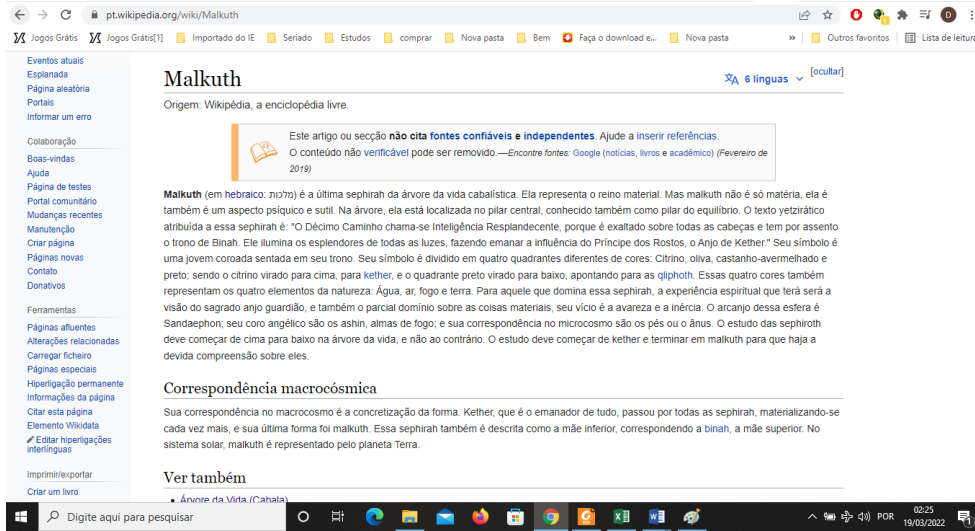 pt.wikipedia.org/wiki/Malkuth
Jogos Grátis Jogos Grátis[1] Importado do IE Seriado Estudos comprar Nova pasta Bem Faça o download e... Nova pasta » Outros favoritos Lista de leitura
Eventos atuais
Esplanada
Página aleatória
Portais
Informar um erro
Colaboração
Boas-vindas
Ajuda
Página de testes
Portal comunitário
Mudanças recentes
Manutenção
Criar página
Páginas novas
Contato
Donativos
Ferramentas
Páginas afluentes
Alterações relacionadas
Carregar ficheiro
Páginas especiais
Hiperligação permanente
Informações da página
Citar esta página
Elemento Wikidata
Editar hiperligações
interlínguas
Imprimir/exportar
Criar um livro
Malkuth
6 línguas
[ocultar]
Origem: Wikipédia, a enciclopédia livre.
Este artigo ou secção não cita fontes confiáveis e independentes. Ajude a inserir referências.
O conteúdo não verificável pode ser removido.—Encontre fontes: Google (notícias, livros e acadêmico) (Fevereiro de
2019)
Malkuth (em hebraico: מלכות) é a última sephirah da árvore da vida cabalística. Ela representa o reino material. Mas malkuth não é só matéria, ela é
também é um aspecto psíquico e sutil. Na árvore, ela está localizada no pilar central, conhecido também como pilar do equilíbrio. O texto yetzirático
atribuída a essa sephirah é: "O Décimo Caminho chama-se Inteligência Resplandecente, porque é exaltado sobre todas as cabeças e tem por assento
o trono de Binah. Ele ilumina os esplendores de todas as luzes, fazendo emanar a influência do Príncipe dos Rostos, o Anjo de Kether." Seu símbolo é
uma jovem coroada sentada em seu trono. Seu símbolo é dividido em quatro quadrantes diferentes de cores: Citrino, oliva, castanho-avermelhado e
preto; sendo o citrino virado para cima, para kether, e o quadrante preto virado para baixo, apontando para as qliphoth. Essas quatro cores também
representam os quatro elementos da natureza: Água, ar, fogo e terra. Para aquele que domina essa sephirah, a experiência espiritual que terá será a
visão do sagrado anjo guardião, e também o parcial domínio sobre as coisas materiais, seu vício é a avareza e a inércia. O arcanjo dessa esfera é
Sandaephon; seu coro angélico são os ashin, almas de fogo; e sua correspondência no microcosmo são os pés ou o ânus. O estudo das sephiroth
deve começar de cima para baixo na árvore da vida, e não ao contrário. O estudo deve começar de kether e terminar em malkuth para que haja a
devida compreensão sobre eles.
Correspondência macrocósmica
Sua correspondência no macrocosmo é a concretização da forma. Kether, que é o emanador de tudo, passou por todas as sephirah, materializando-se
cada vez mais, e sua última forma foi malkuth. Essa sephirah também é descrita como a mãe inferior, correspondendo a binah, a mãe superior. No
sistema solar, malkuth é representado pelo planeta Terra.
Ver também
Árvore da Vida (Cabala)
Digite aqui para pesquisar
POR
02:25
19/03/2022